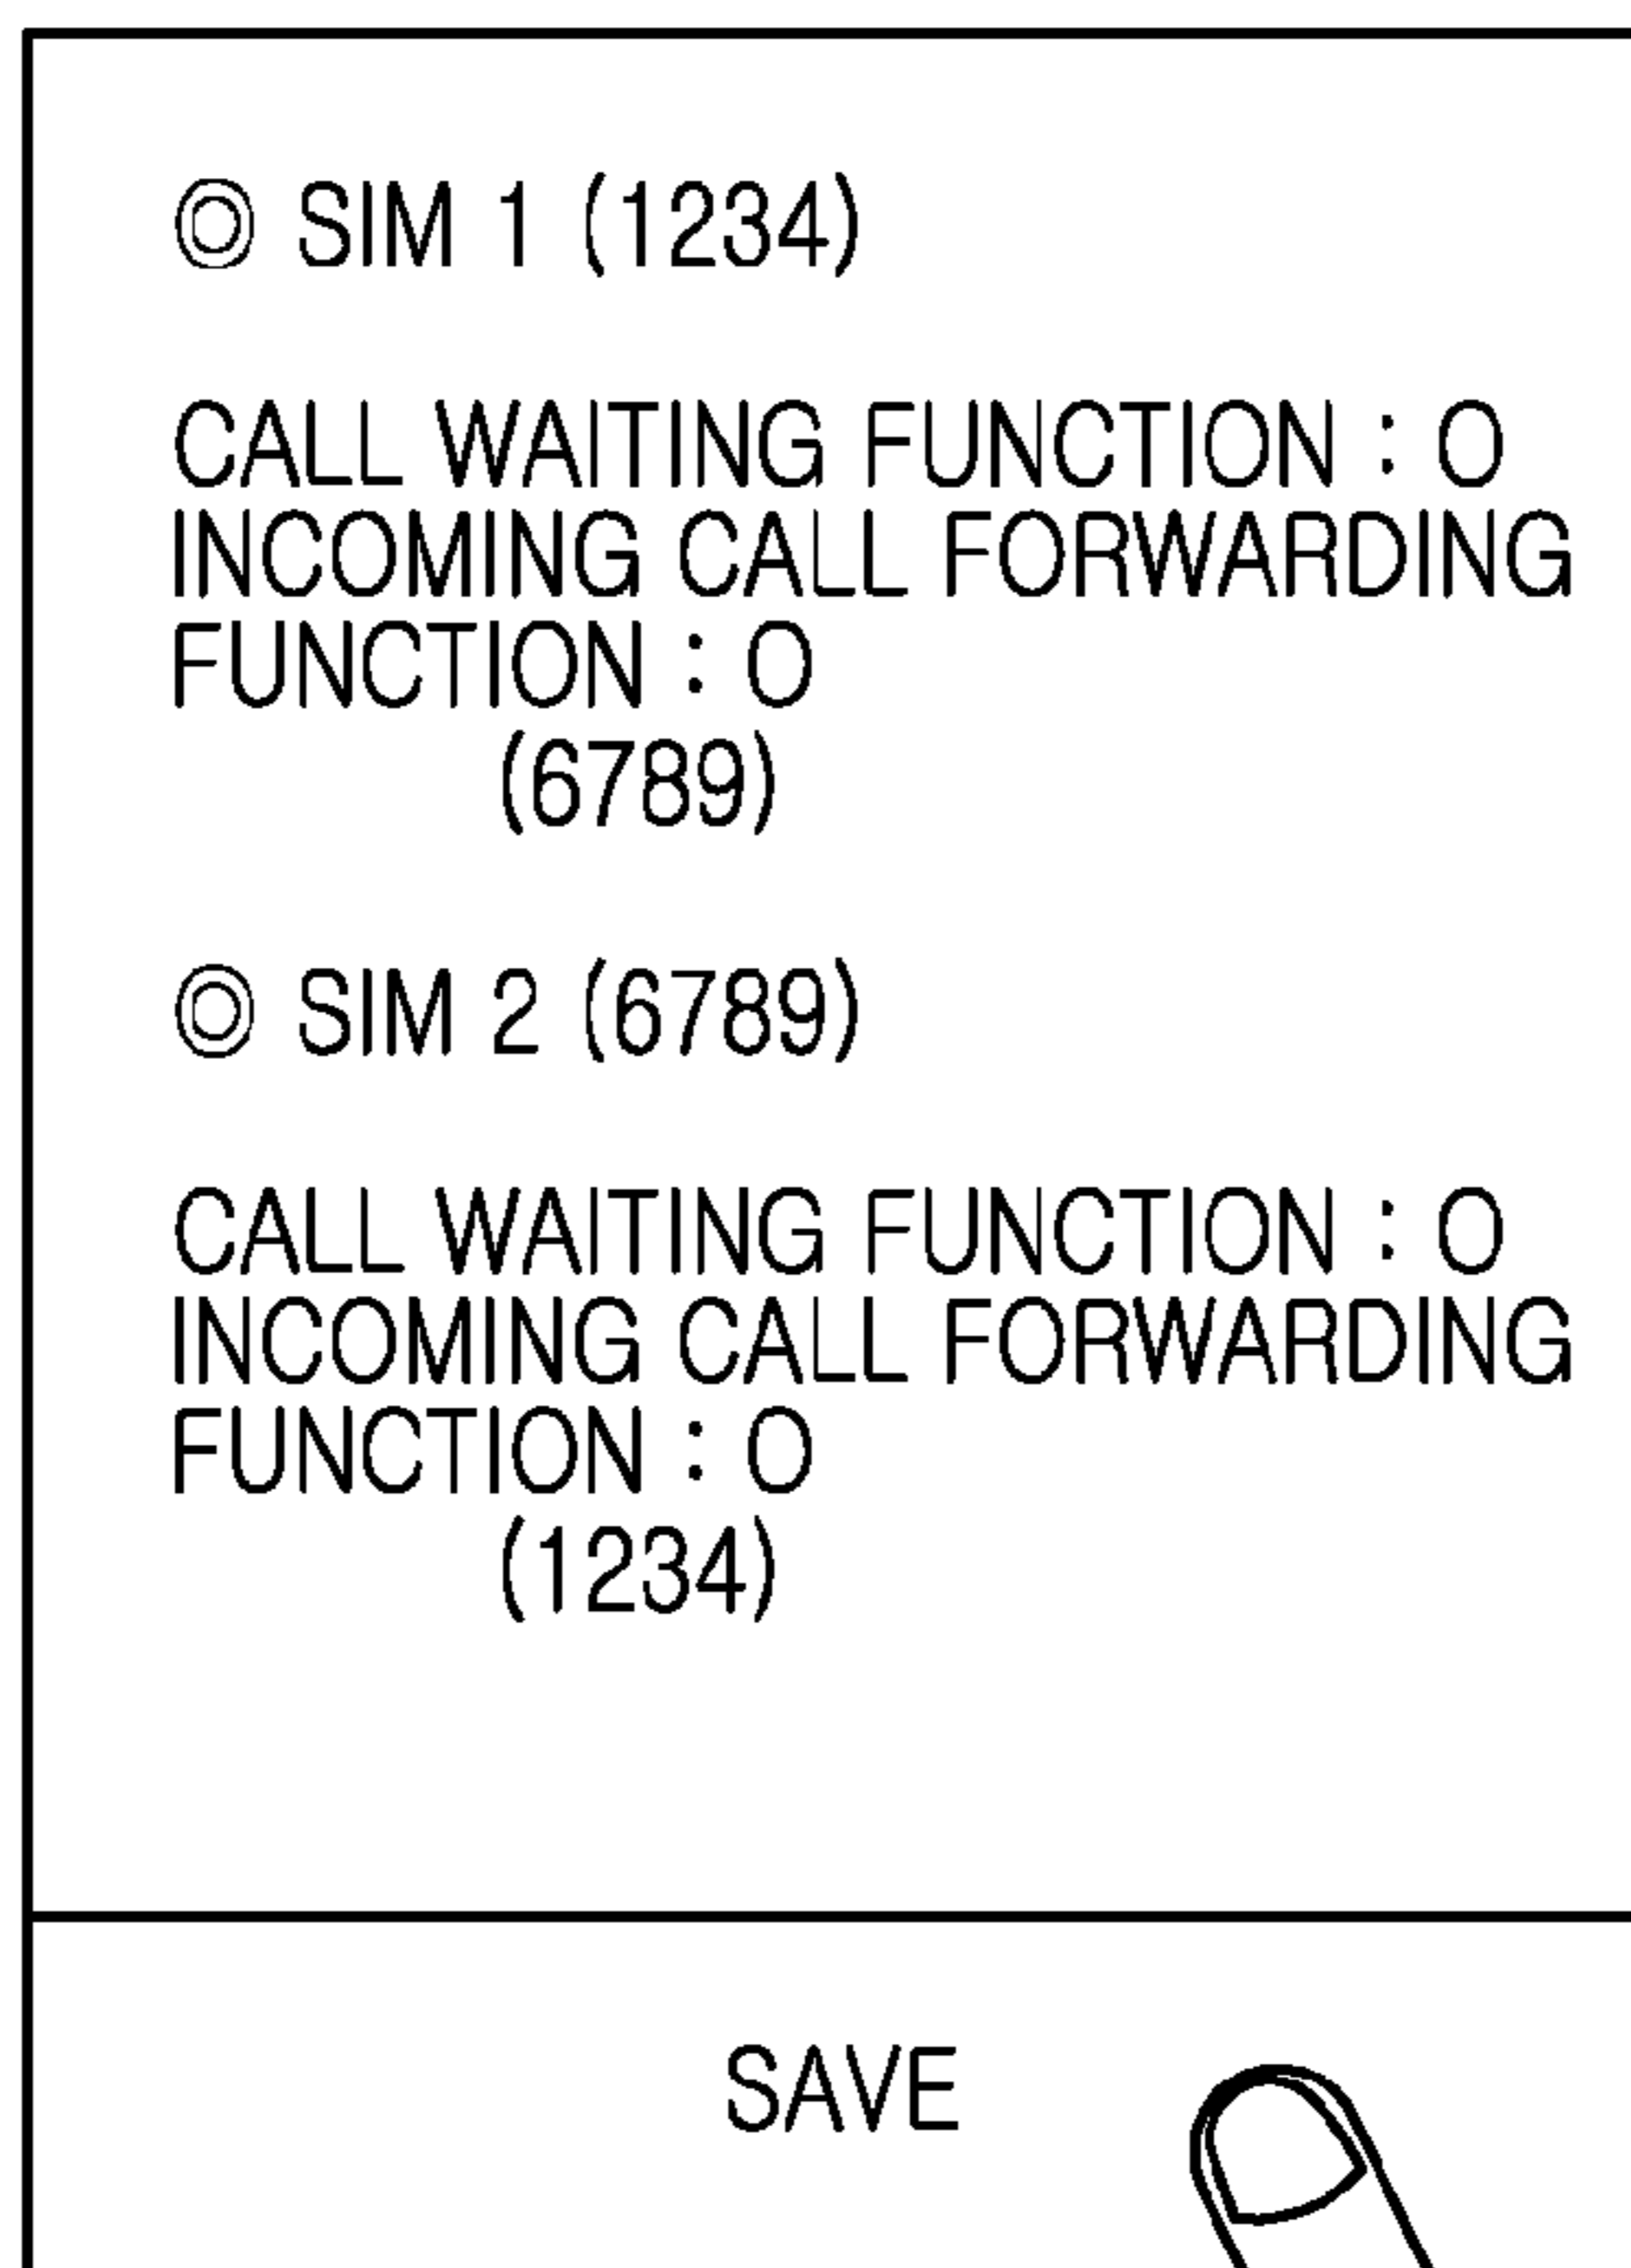 ◎ SIM 1 (1234)
CALL WAITING FUNCTION : O
INCOMING CALL FORWARDING
FUNCTION : O
(6789)
◎ SIM 2 (6789)
CALL WAITING FUNCTION : O
INCOMING CALL FORWARDING
FUNCTION : O
(1234)
SAVE